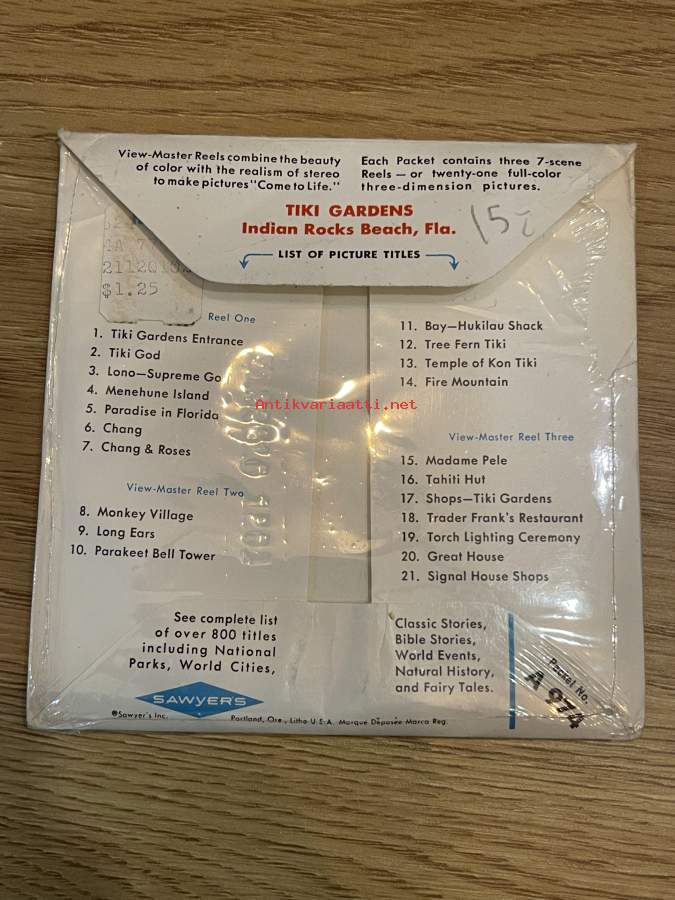 View-Master Reels combine the beauty
of color with the realism of stereo
to make pictures "Come to Life."
Each Packet contains three 7-scene
Reels — or twenty-one full-color
three-dimension pictures.
TIKI GARDENS
Indian Rocks Beach, Fla.
LIST OF PICTURE TITLES
$1.25
Reel One
1. Tiki Gardens Entrance
2. Tiki God
3. Lono—Supreme Go
4. Menehune Island
5. Paradise in Florida
6. Chang
7. Chang & Roses
View-Master Reel Two
8. Monkey Village
9. Long Ears
10. Parakeet Bell Tower
11. Bay—Hukilau Shack
12. Tree Fern Tiki
13. Temple of Kon Tiki
14. Fire Mountain
View-Master Reel Three
15. Madame Pele
16. Tahiti Hut
17. Shops—Tiki Gardens
18. Trader Frank's Restaurant
19. Torch Lighting Ceremony
20. Great House
21. Signal House Shops
Antikvariaatti.net
See complete list
of over 800 titles
including National
Parks, World Cities,
Classic Stories,
Bible Stories,
World Events,
Natural History,
and Fairy Tales.
SAWYER'S
©Sawyer's Inc.
Portland, Ore., Litho U.S.A. Marque Déposée Marca Reg.
Packet No.
A 974